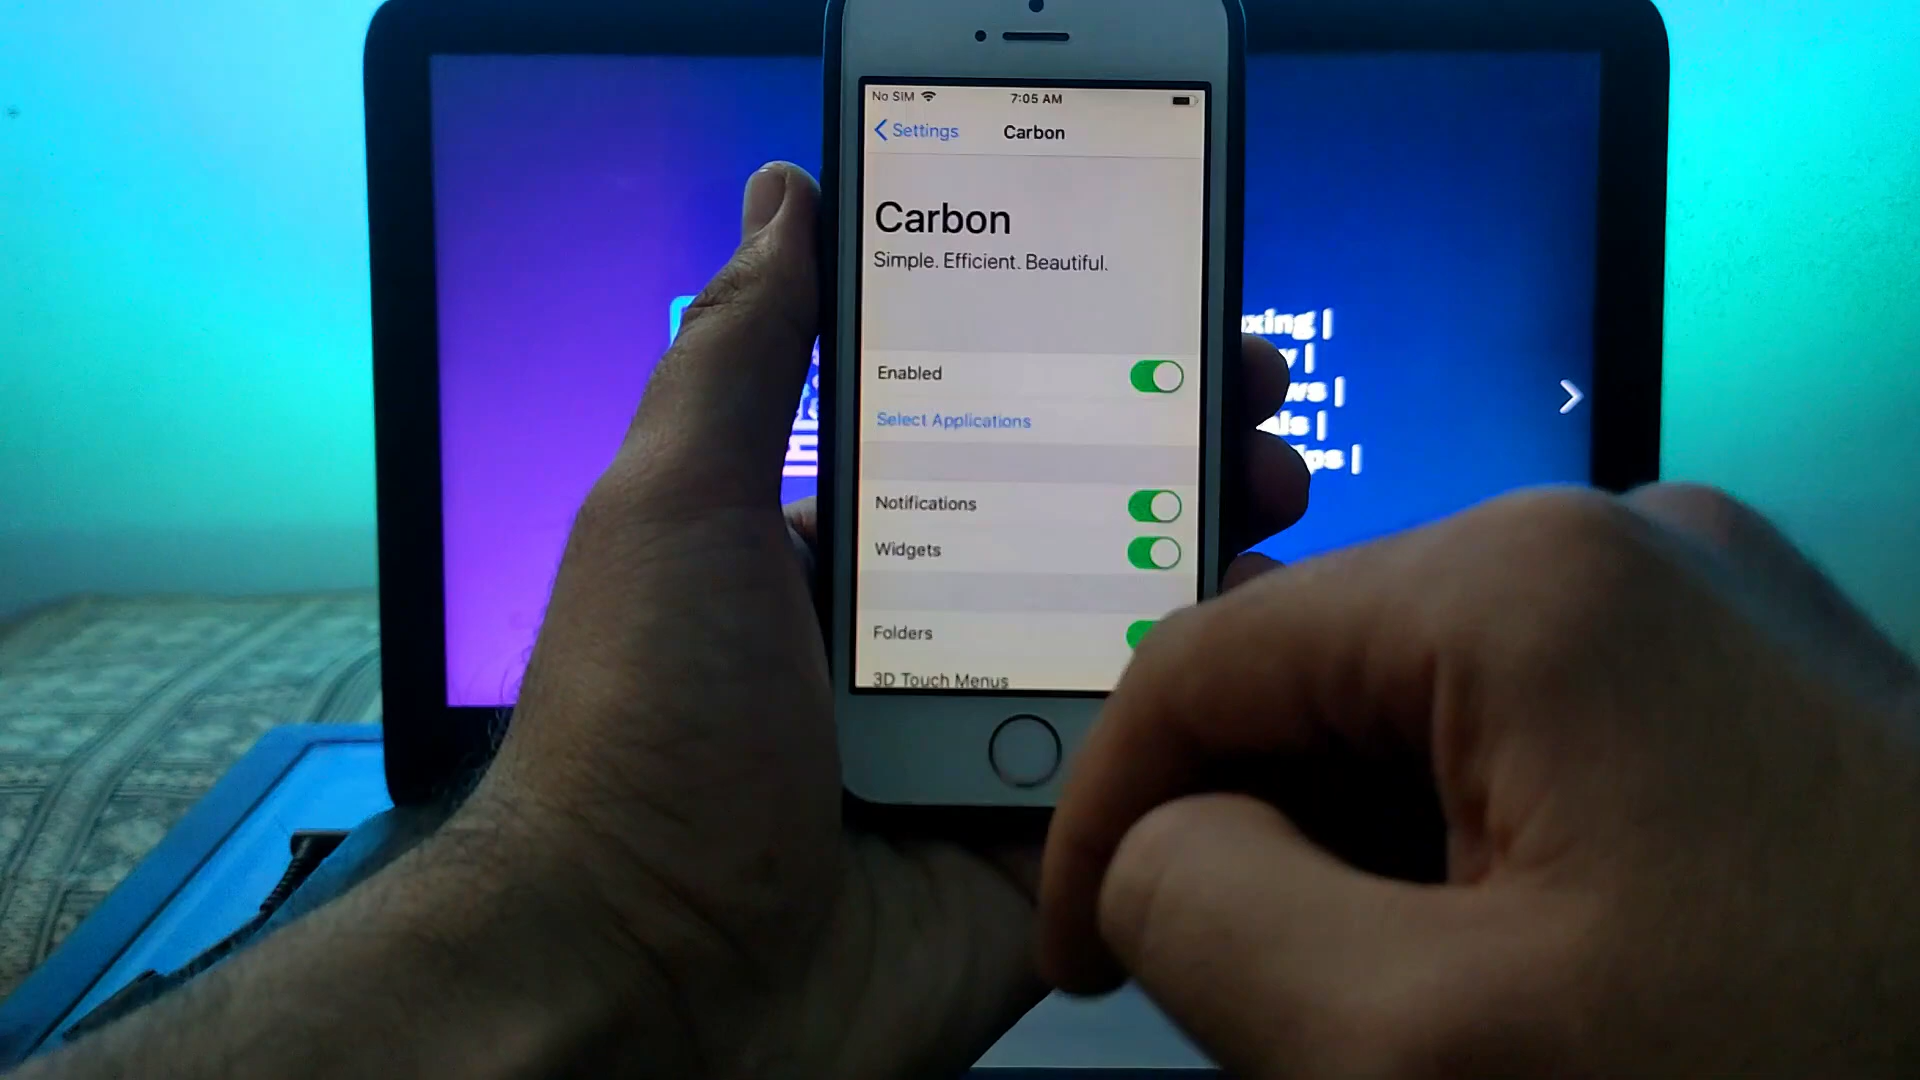 No SIM 7:05 AM
Settings Carbon
Carbon
Simple. Efficient. Beautiful.
Enabled
Select Applications
Notifications
Widgets
Folders
3D Touch Menus